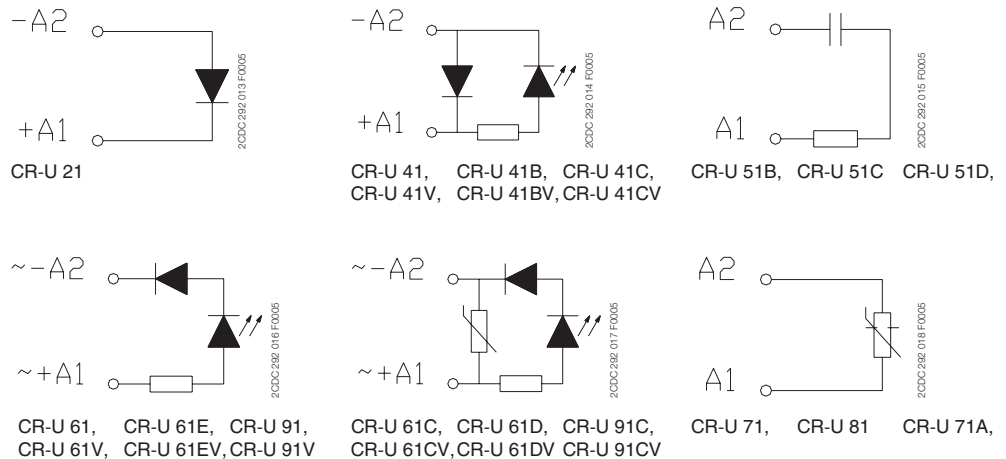 -A2
+A1
2CDC 292 013 F0005
CR-U 21
-A2
+A1
2CDC 292 014 F0005
CR-U 41, CR-U 41B, CR-U 41C,
CR-U 41V, CR-U 41BV, CR-U 41CV
A2
A1
2CDC 292 015 F0005
CR-U 51B, CR-U 51C CR-U 51D,
~-A2
~+A1
2CDC 292 016 F0005
CR-U 61, CR-U 61E, CR-U 91,
CR-U 61V, CR-U 61EV, CR-U 91V
~-A2
~+A1
2CDC 292 017 F0005
CR-U 61C, CR-U 61D, CR-U 91C,
CR-U 61CV, CR-U 61DV CR-U 91CV
A2
A1
2CDC 292 018 F0005
CR-U 71, CR-U 81 CR-U 71A,